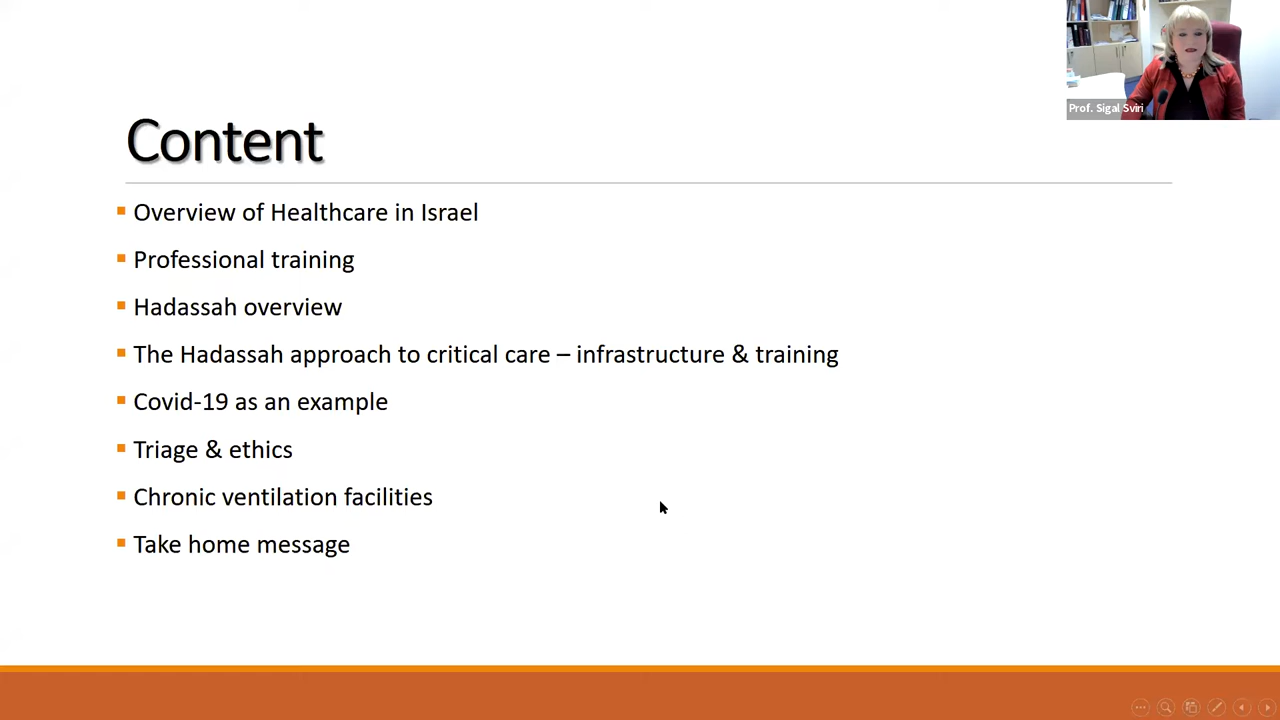 Prof. Sigal Sviri
Content
Overview of Healthcare in Israel
Professional training
Hadassah overview
The Hadassah approach to critical care – infrastructure & training
Covid-19 as an example
Triage & ethics
Chronic ventilation facilities
Take home message